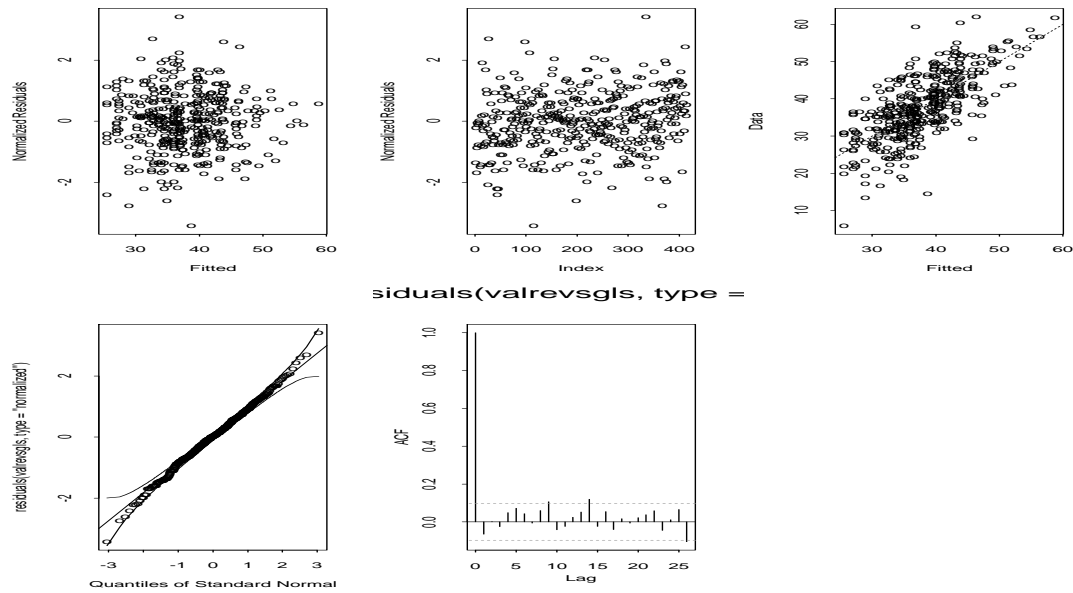 Normalized Residuals
2
0
-2
30 40 50 60
Fitted
Normalized Residuals
2
0
-2
0 100 200 300 400
Index
Data
60
50
40
30
20
10
30 40 50 60
Fitted
siduals(valrevsgls, type =
residuals(valrevsgls, type = "normalized")
2
0
-2
-3 -2 -1 0 1 2 3
Quantiles of Standard Normal
ACF
1.0
0.8
0.6
0.4
0.2
0.0
0 5 10 15 20 25
Lag